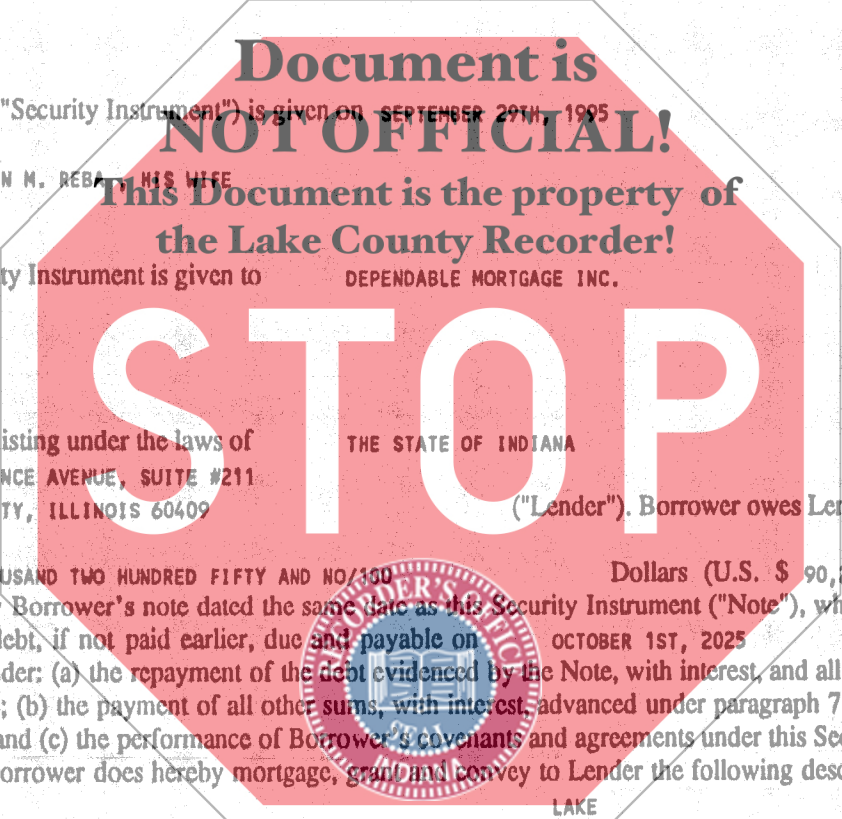 Document is
"Security Instrument") is given on SEPTEMBER 29TH, 1995
NOT OFFICIAL!
N M. REBA , HIS WIFE
This Document is the property of
the Lake County Recorder!
ty Instrument is given to DEPENDABLE MORTGAGE INC.
STOP
isting under the laws of THE STATE OF INDIANA
NCE AVENUE, SUITE #211
TY, ILLINOIS 60409 ("Lender"). Borrower owes Len
USAND TWO HUNDRED FIFTY AND NO/100 Dollars (U.S. $ 90,2
Borrower's note dated the same date as this Security Instrument ("Note"), wh
debt, if not paid earlier, due and payable on OCTOBER 1ST, 2025
der: (a) the repayment of the debt evidenced by the Note, with interest, and all
; (b) the payment of all other sums, with interest, advanced under paragraph 7
and (c) the performance of Borrower's covenants and agreements under this Sec
orrower does hereby mortgage, grant and convey to Lender the following desc
LAKE
RECORDER'S OFFICE